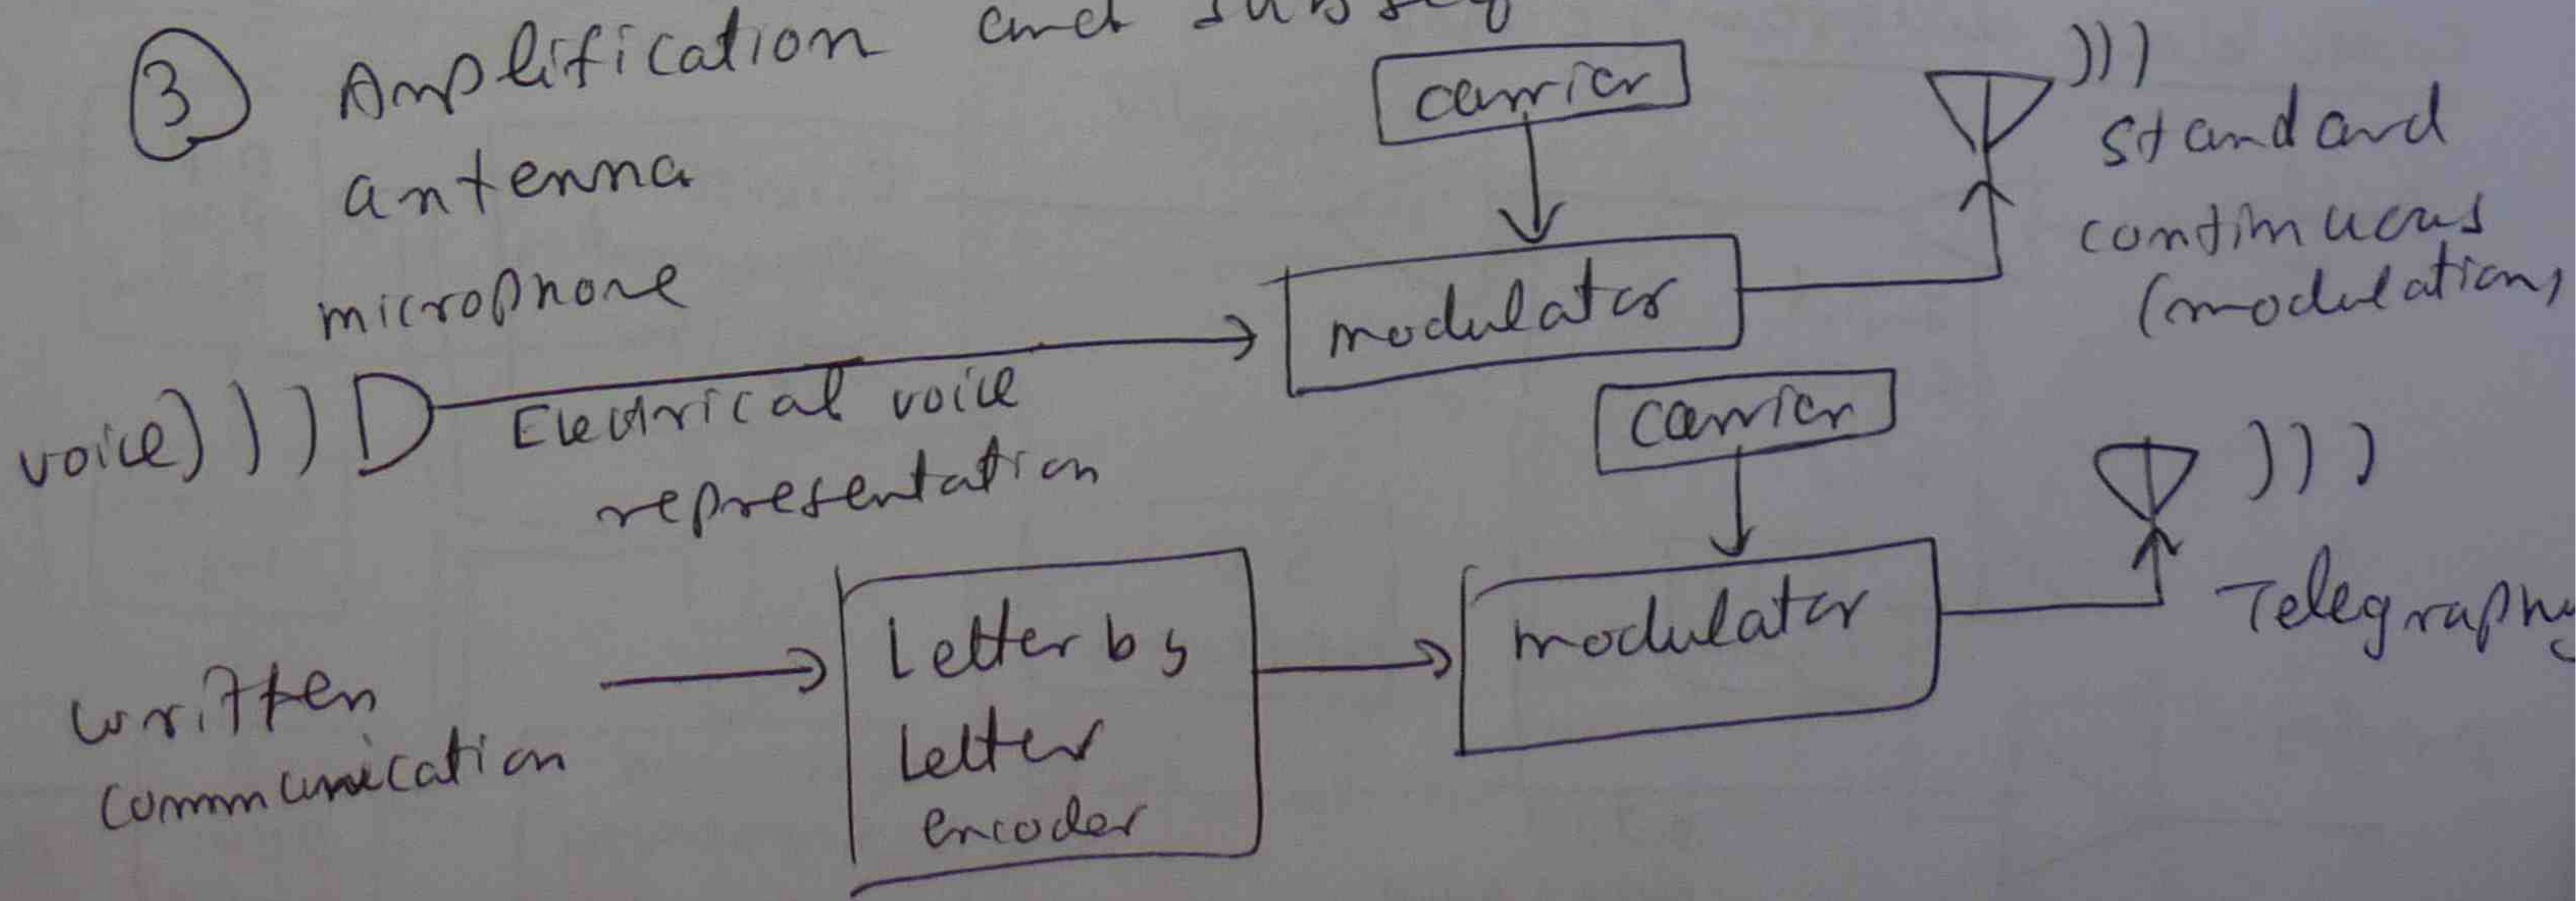 3 Amplification and
antenna
carrier
)))
standard
continuous
(modulation)
microphone
modulator
voice)))
Electrical voice
representation
carrier
)))
Telegraphy
written
communication
Letter by
Letter
encoder
modulator